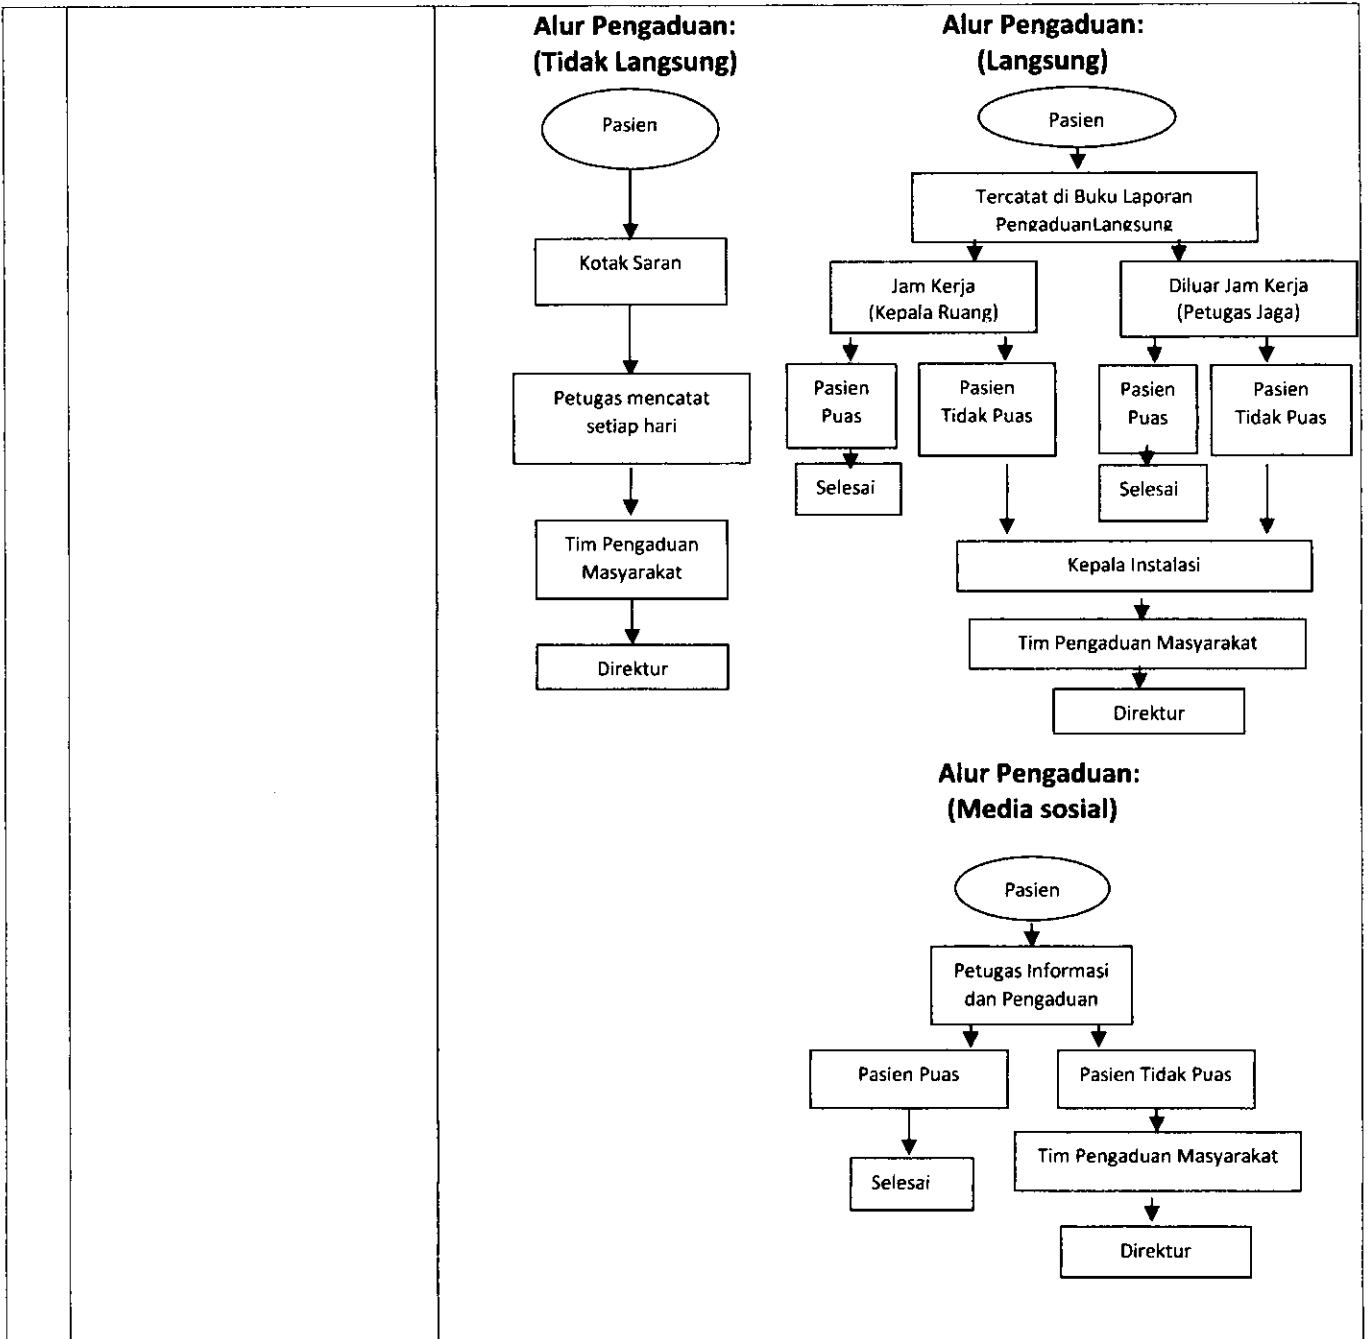 Alur Pengaduan:
(Tidak Langsung)
Pasien
Kotak Saran
Petugas mencatat
setiap hari
Tim Pengaduan
Masyarakat
Direktur
Alur Pengaduan:
(Langsung)
Pasien
Tercatat di Buku Laporan
PengaduanLangsung
Jam Kerja
(Kepala Ruang)
Diluar Jam Kerja
(Petugas Jaga)
Pasien
Puas
Pasien
Tidak Puas
Pasien
Puas
Pasien
Tidak Puas
Selesai
Selesai
Kepala Instalasi
Tim Pengaduan Masyarakat
Direktur
Alur Pengaduan:
(Media sosial)
Pasien
Petugas Informasi
dan Pengaduan
Pasien Puas
Pasien Tidak Puas
Selesai
Tim Pengaduan Masyarakat
Direktur